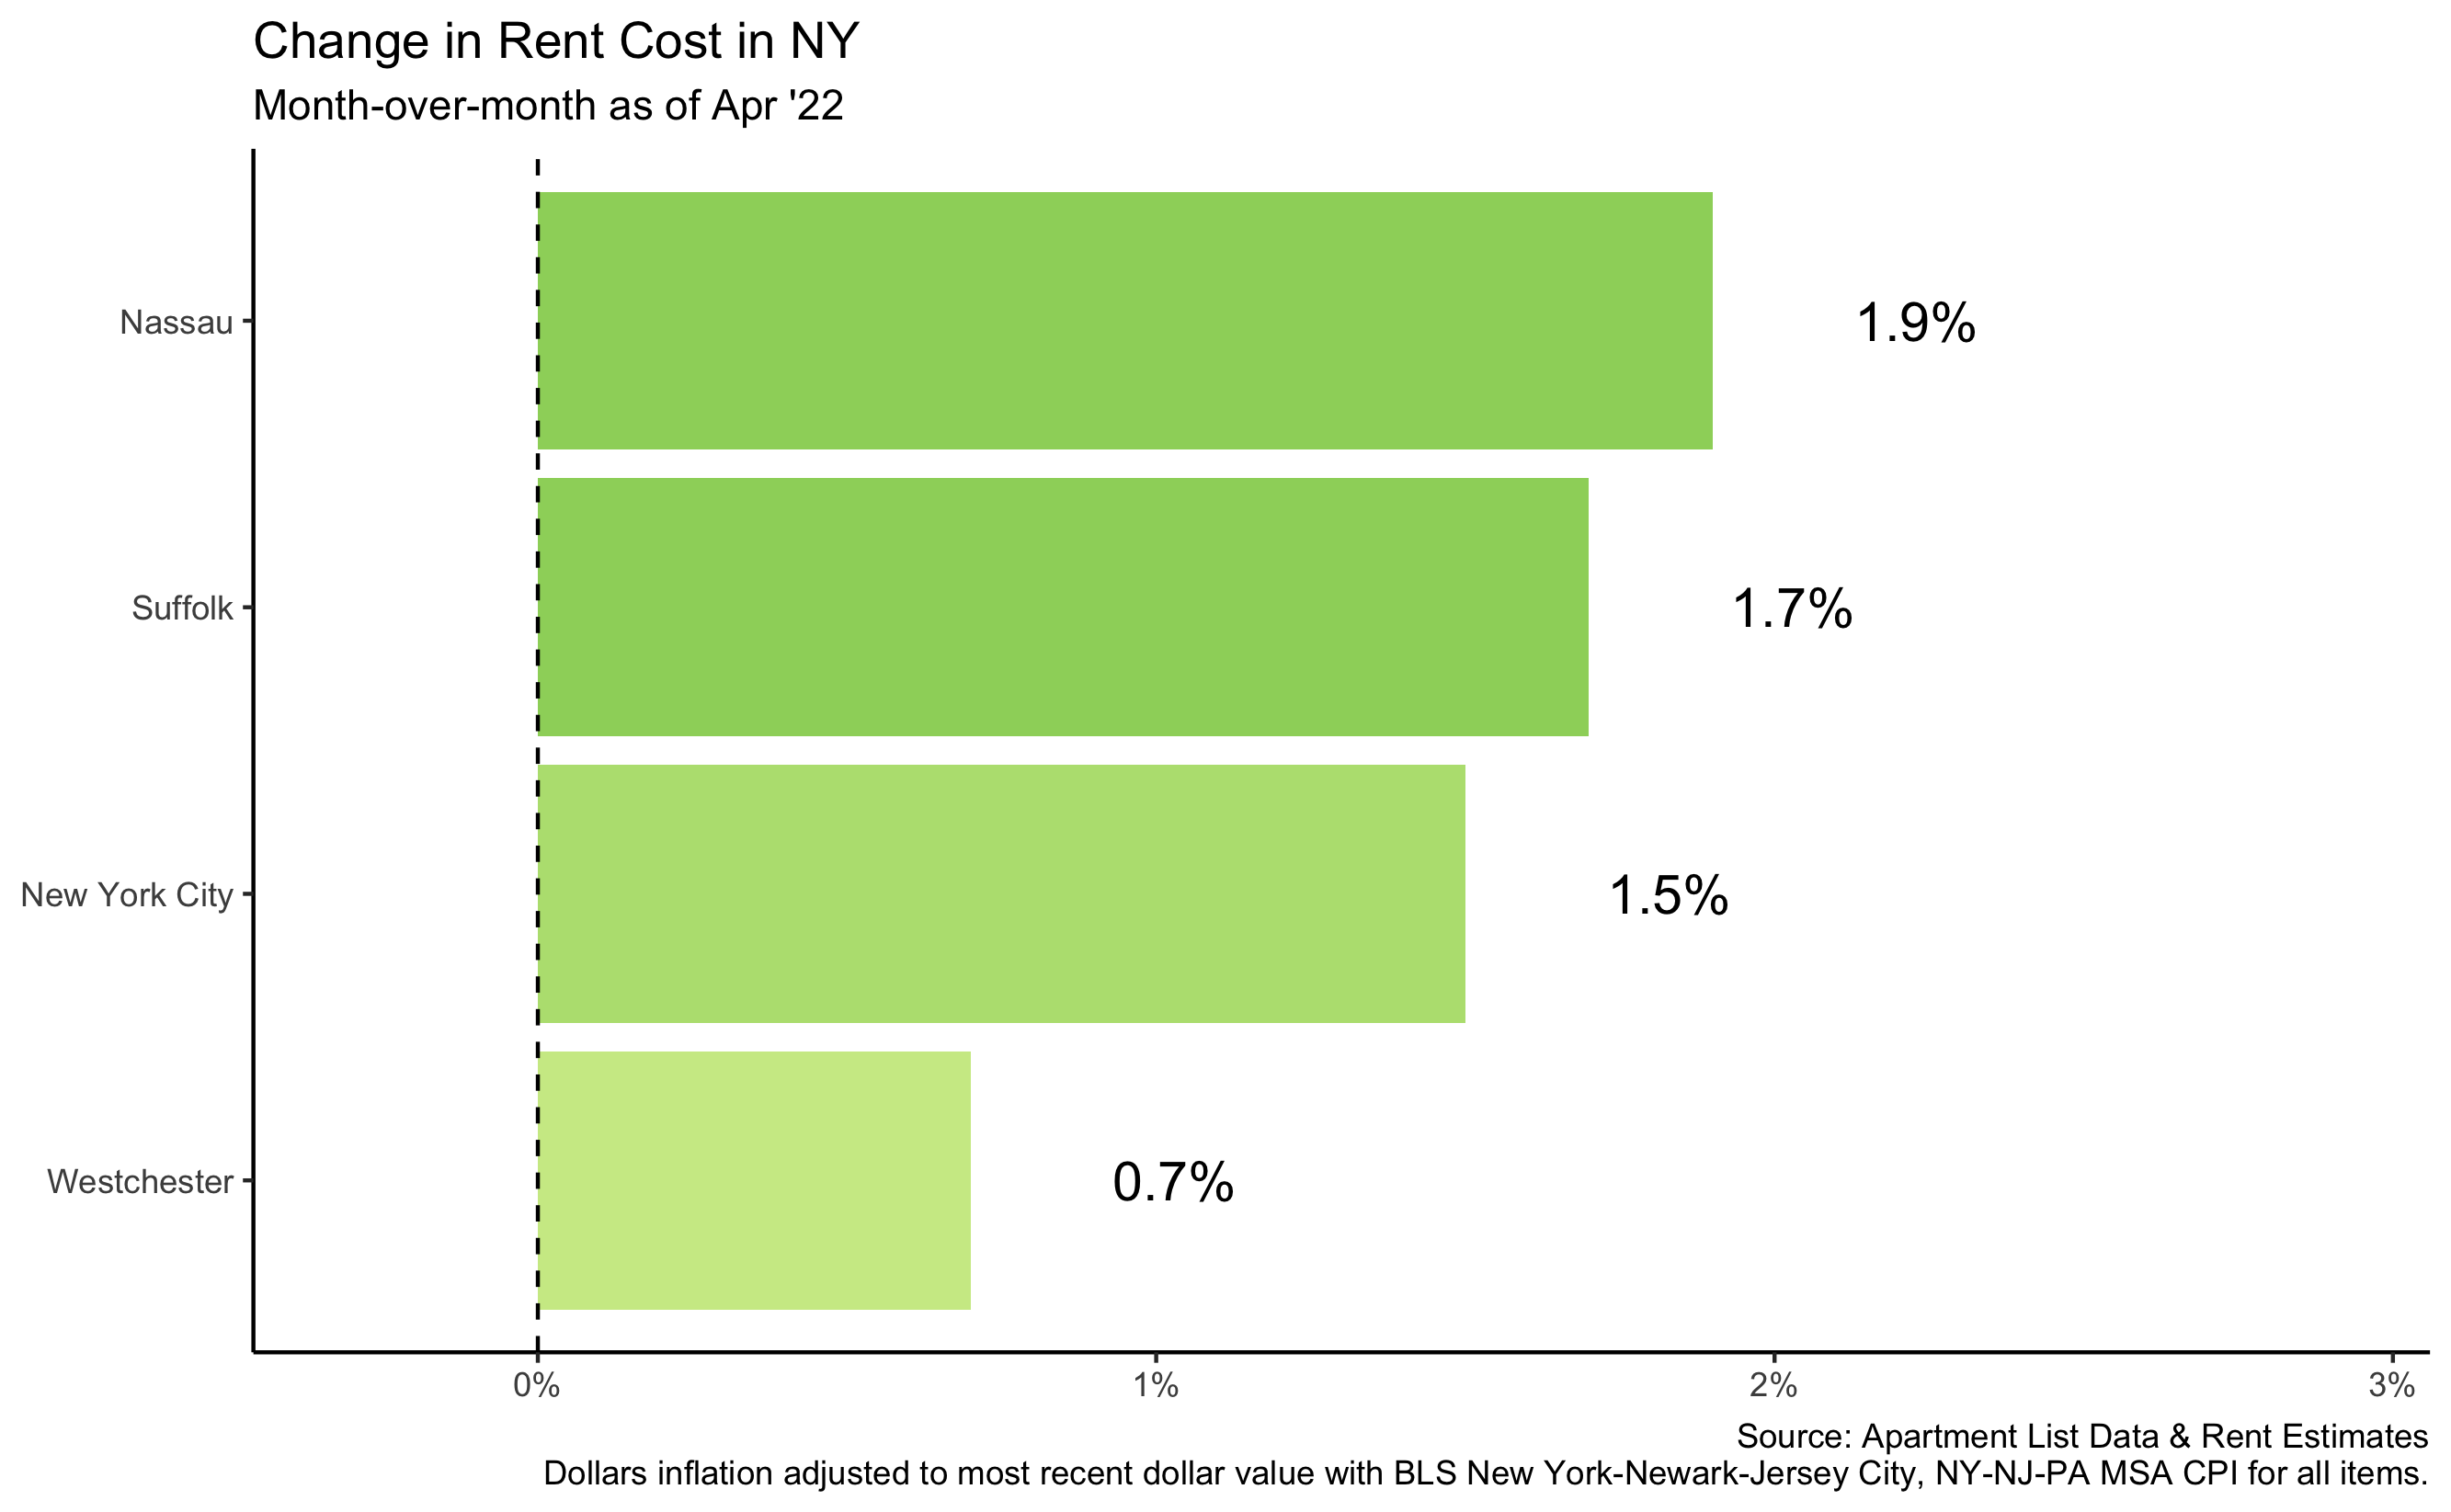 Change in Rent Cost in NY
Month-over-month as of Apr '22
Nassau
1.9%
Suffolk
1.7%
New York City
1.5%
Westchester
0.7%
0%
1%
2%
3%
Source: Apartment List Data & Rent Estimates
Dollars inflation adjusted to most recent dollar value with BLS New York-Newark-Jersey City, NY-NJ-PA MSA CPI for all items.